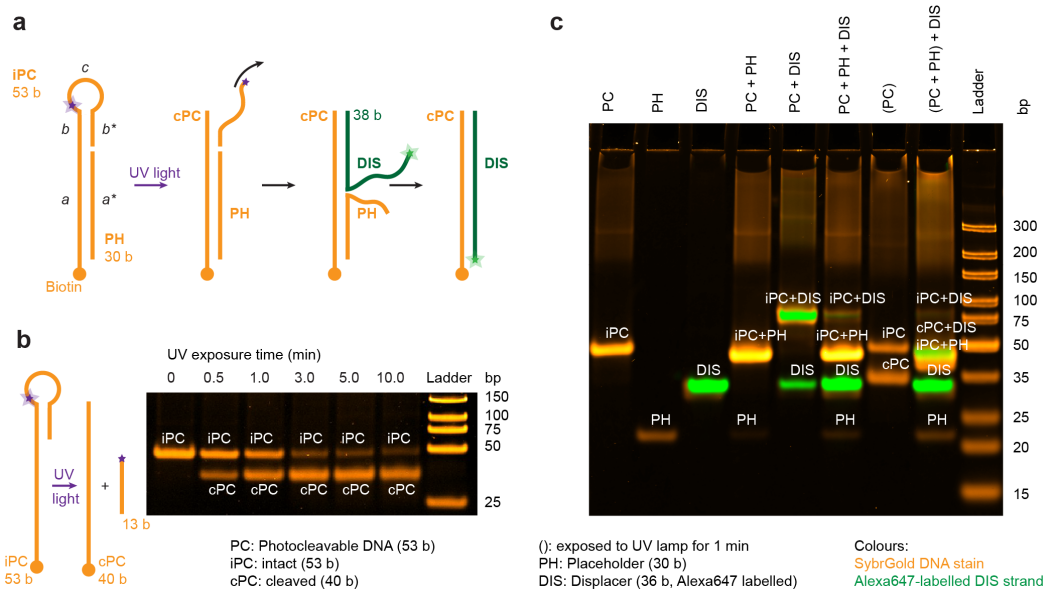 a
c
iPC
53 b
b
b*
a
a*
PH
30 b
Biotin
UV light
cPC
PH
cPC
38 b
DIS
PH
cPC
DIS
b
UV exposure time (min)
0 0.5 1.0 3.0 5.0 10.0 Ladder bp
iPC iPC iPC iPC iPC iPC
cPC cPC cPC cPC cPC
150
100
75
50
25
UV
light
+
13 b
iPC
53 b
cPC
40 b
PC: Photocleavable DNA (53 b)
iPC: intact (53 b)
cPC: cleaved (40 b)
c
PC
PH
DIS
PC + PH
PC + DIS
PC + PH + DIS
(PC)
(PC + PH) + DIS
Ladder
bp
iPC
PH
DIS
iPC+PH
PH
iPC+DIS
DIS
iPC+DIS
iPC+PH
DIS
PH
iPC
cPC
iPC+DIS
cPC+DIS
iPC+PH
DIS
PH
300
200
150
100
75
50
35
25
20
15
(): exposed to UV lamp for 1 min
PH: Placeholder (30 b)
DIS: Displacer (36 b, Alexa647 labelled)
Colours:
SybrGold DNA stain
Alexa647-labelled DIS strand